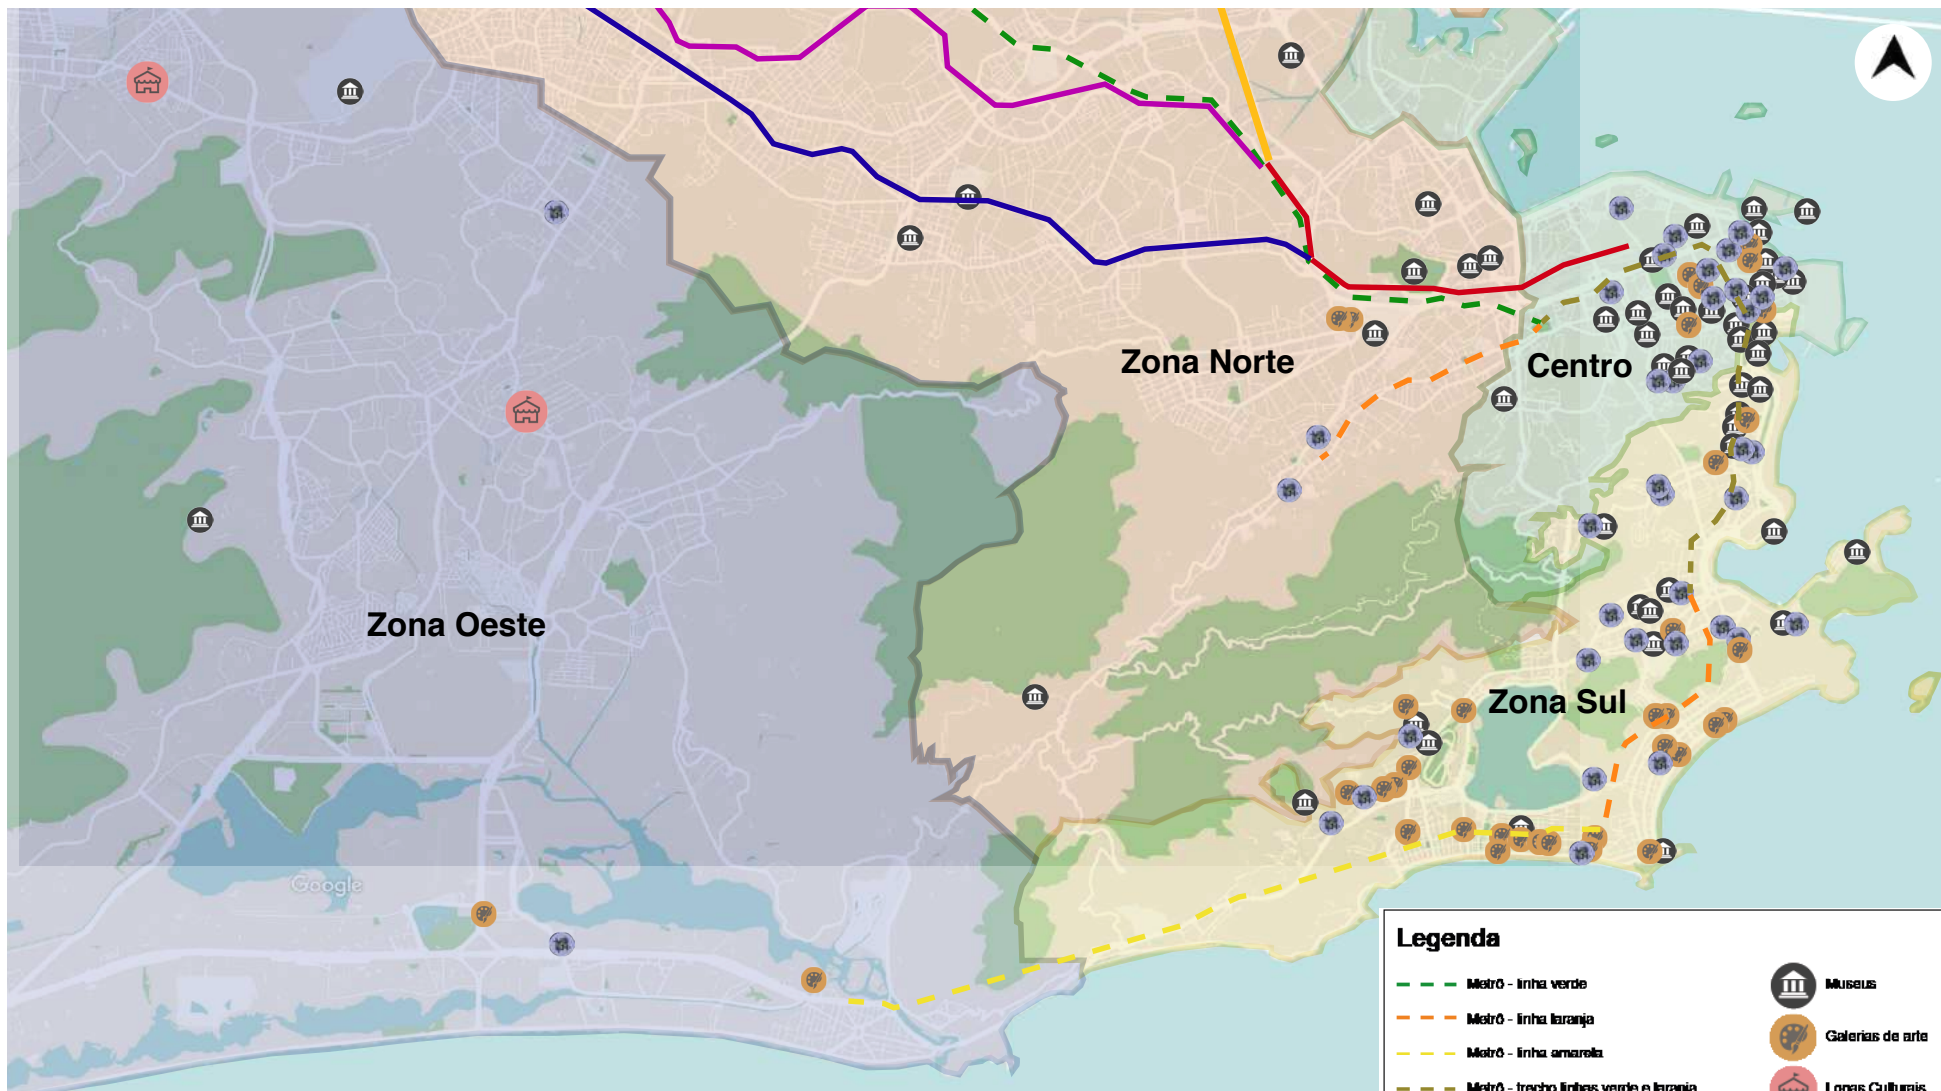 Zona Norte
Centro
Zona Oeste
Zona Sul
Google
Legenda
Metrô - linha verde
Museus
Metrô - linha laranja
Galerias de arte
Metrô - linha amarela
Metrô - trecho linhas verde e laranja
Lonas Culturais